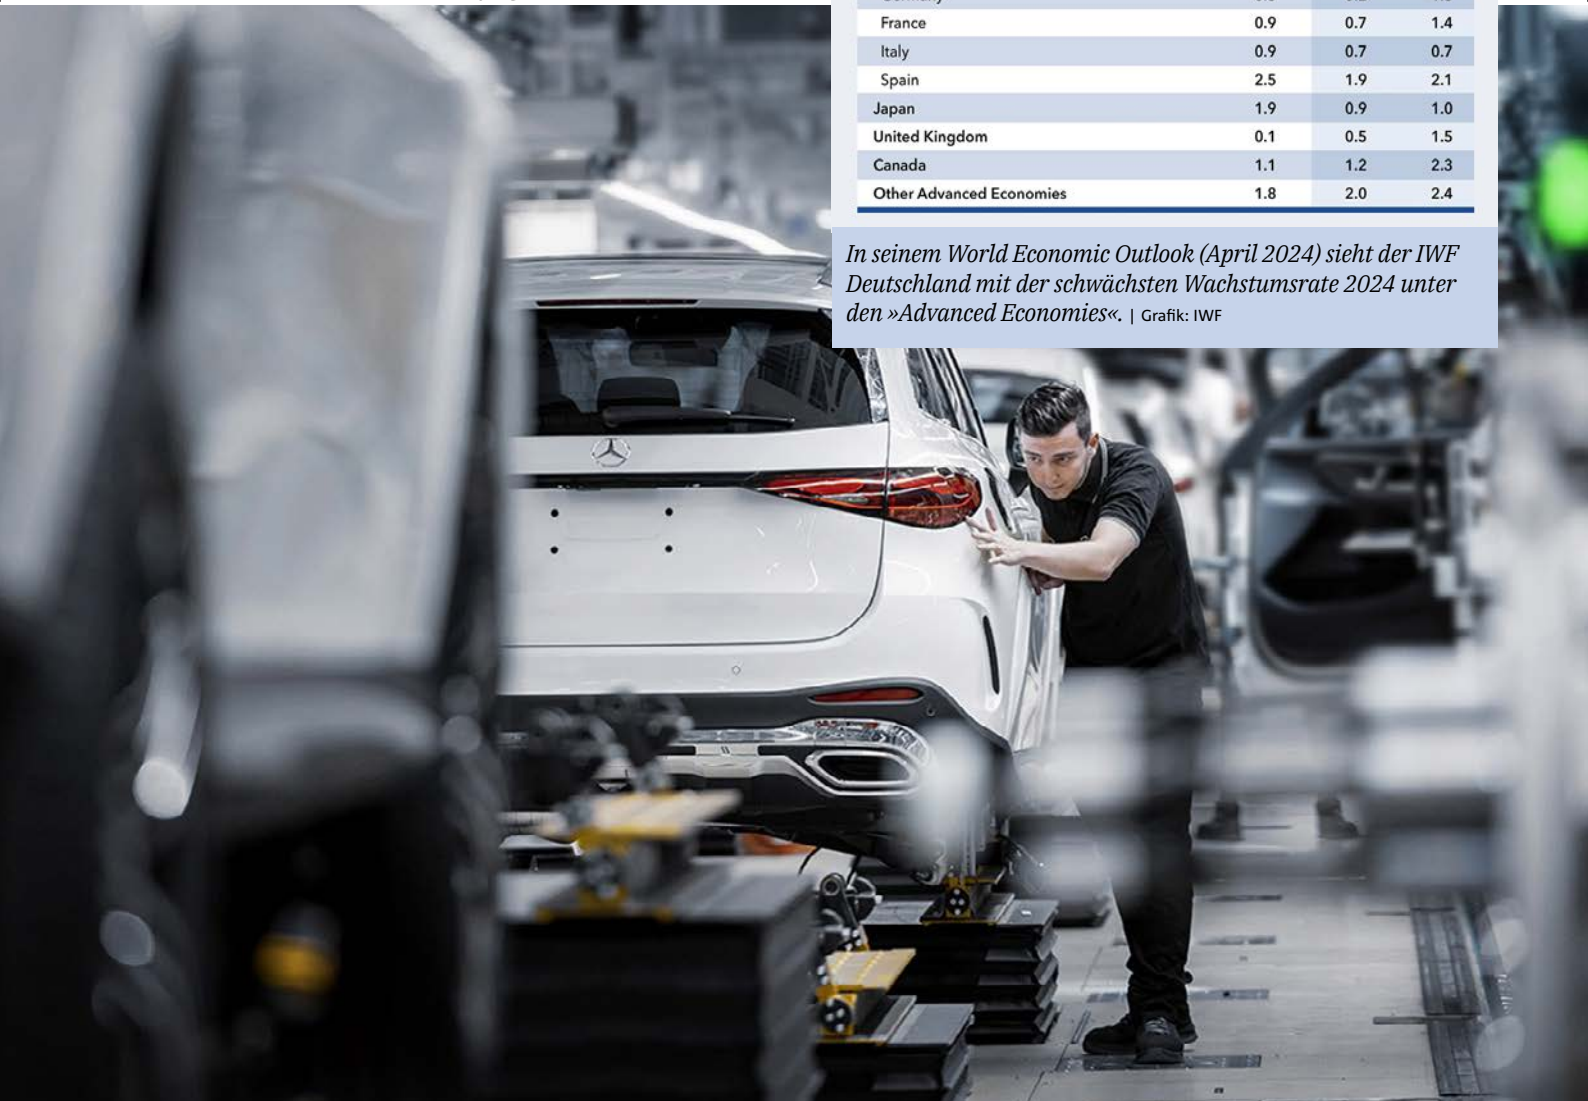 France 0.9 0.7 1.4
Italy 0.9 0.7 0.7
Spain 2.5 1.9 2.1
Japan 1.9 0.9 1.0
United Kingdom 0.1 0.5 1.5
Canada 1.1 1.2 2.3
Other Advanced Economies 1.8 2.0 2.4
In seinem World Economic Outlook (April 2024) sieht der IWF
Deutschland mit der schwächsten Wachstumsrate 2024 unter
den »Advanced Economies«. | Grafik: IWF